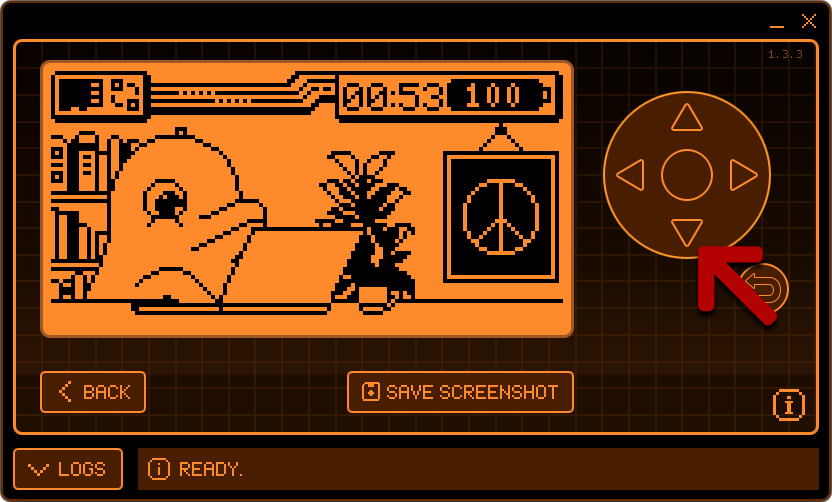 1.3.3
00:53 100
BACK
SAVE SCREENSHOT
LOGS
READY.